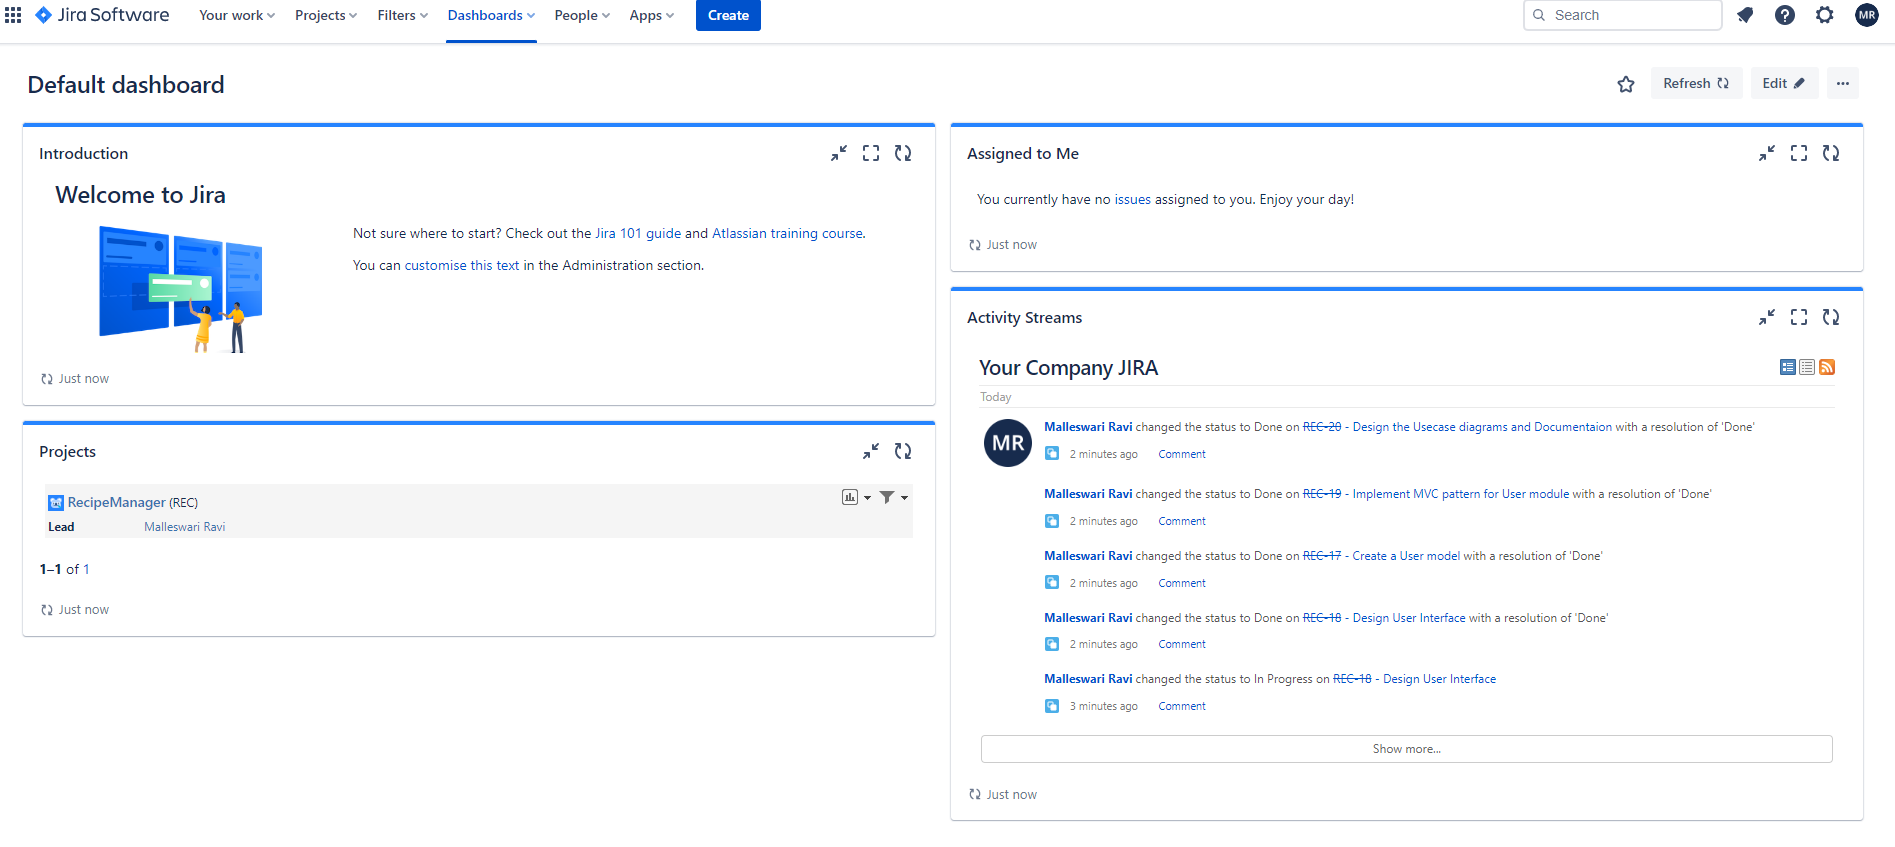 Jira Software Your work Projects Filters Dashboards People Apps Create Search MR
Default dashboard
Refresh Edit
Introduction
Welcome to Jira
Not sure where to start? Check out the Jira 101 guide and Atlassian training course.
You can customise this text in the Administration section.
Just now
Projects
RecipeManager (REC)
Lead Malleswari Ravi
1–1 of 1
Just now
Assigned to Me
You currently have no issues assigned to you. Enjoy your day!
Just now
Activity Streams
Your Company JIRA
Today
MR
Malleswari Ravi changed the status to Done on REC-20 - Design the Usecase diagrams and Documentaion with a resolution of 'Done'
2 minutes ago Comment
Malleswari Ravi changed the status to Done on REC-19 - Implement MVC pattern for User module with a resolution of 'Done'
2 minutes ago Comment
Malleswari Ravi changed the status to Done on REC-17 - Create a User model with a resolution of 'Done'
2 minutes ago Comment
Malleswari Ravi changed the status to Done on REC-18 - Design User Interface with a resolution of 'Done'
2 minutes ago Comment
Malleswari Ravi changed the status to In Progress on REC-18 - Design User Interface
3 minutes ago Comment
Show more...
Just now